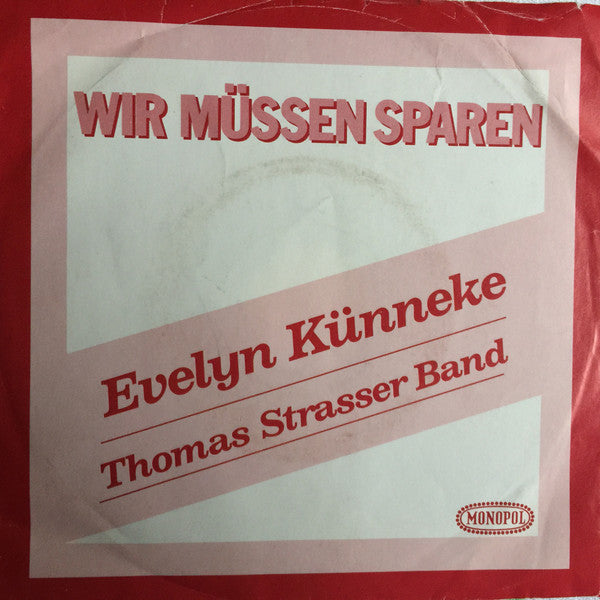 WIR MÜSSEN SPAREN
Evelyn Künneke
Thomas Strasser Band
MONOPOL